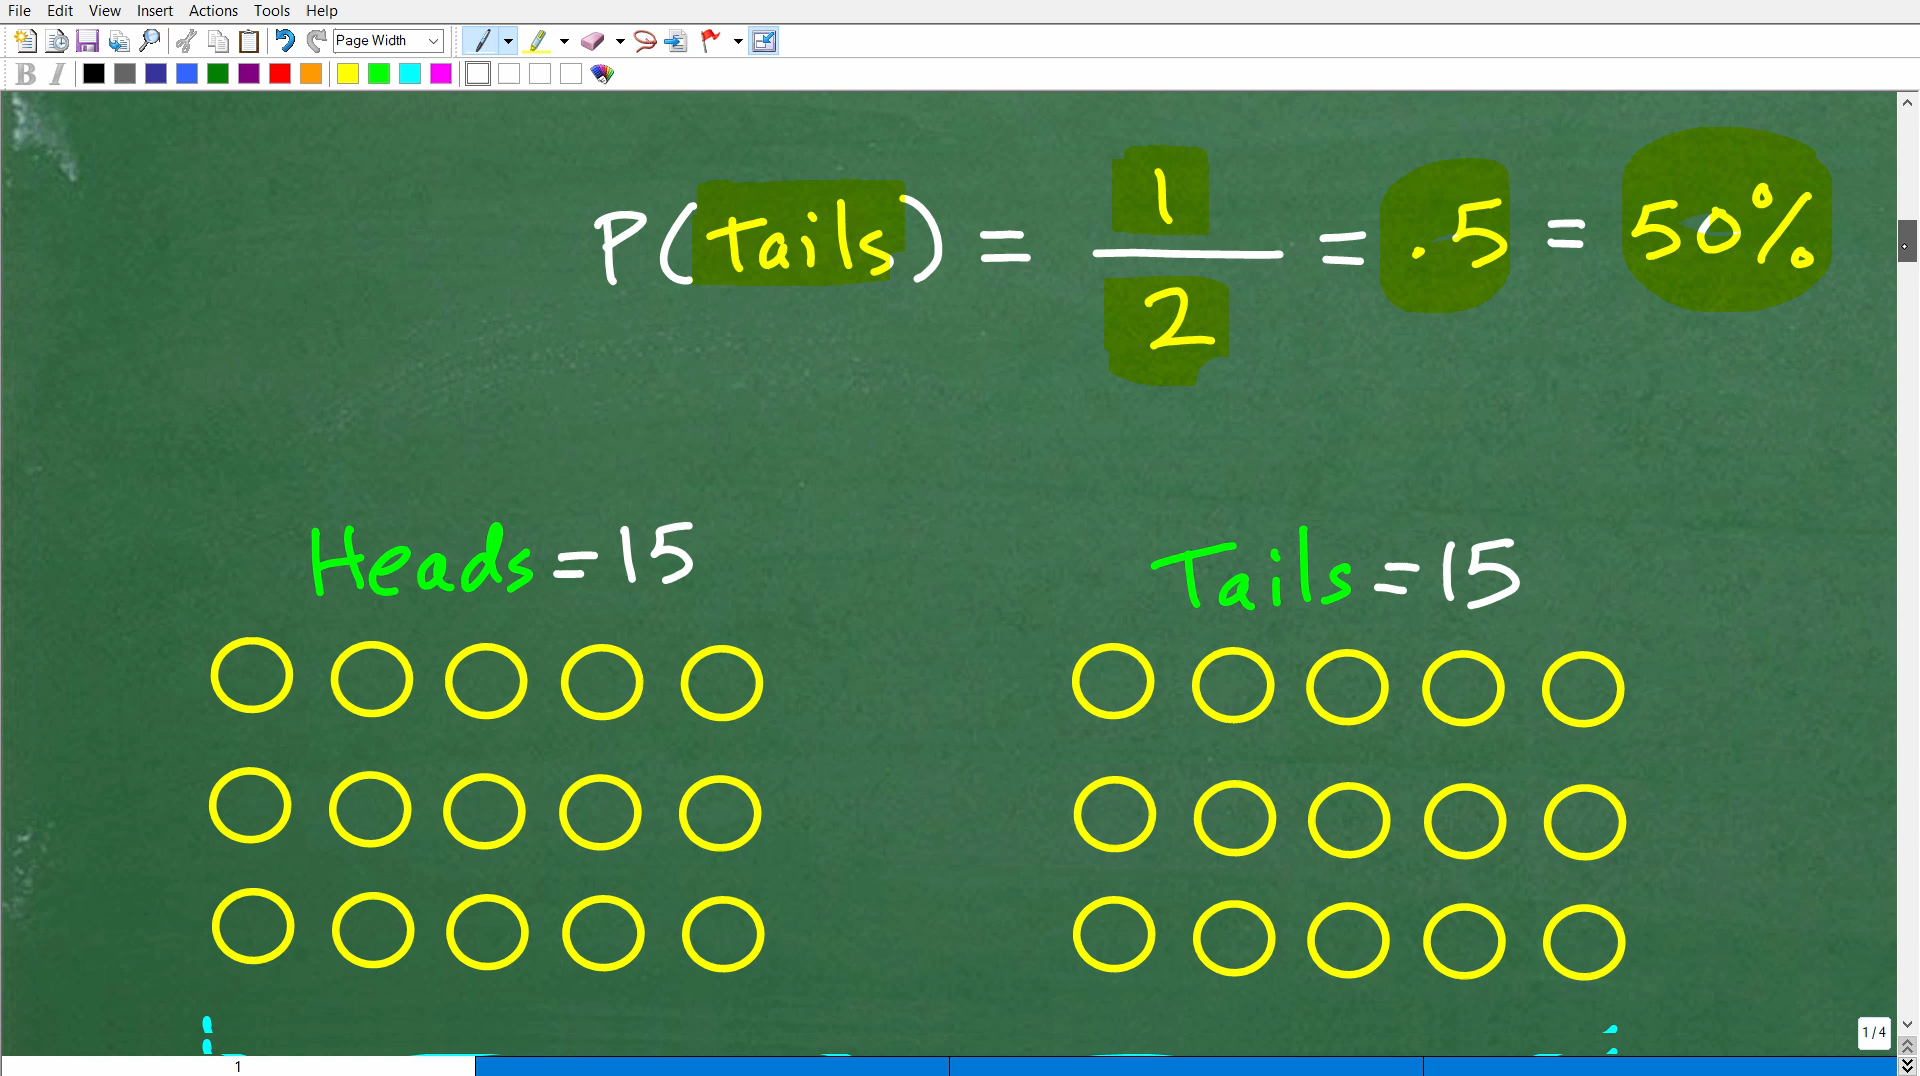 File Edit View Insert Actions Tools Help
Page Width
B I
P(Tails) = 1/2 = .5 = 50%
Heads = 15 Tails = 15
1 / 4
1